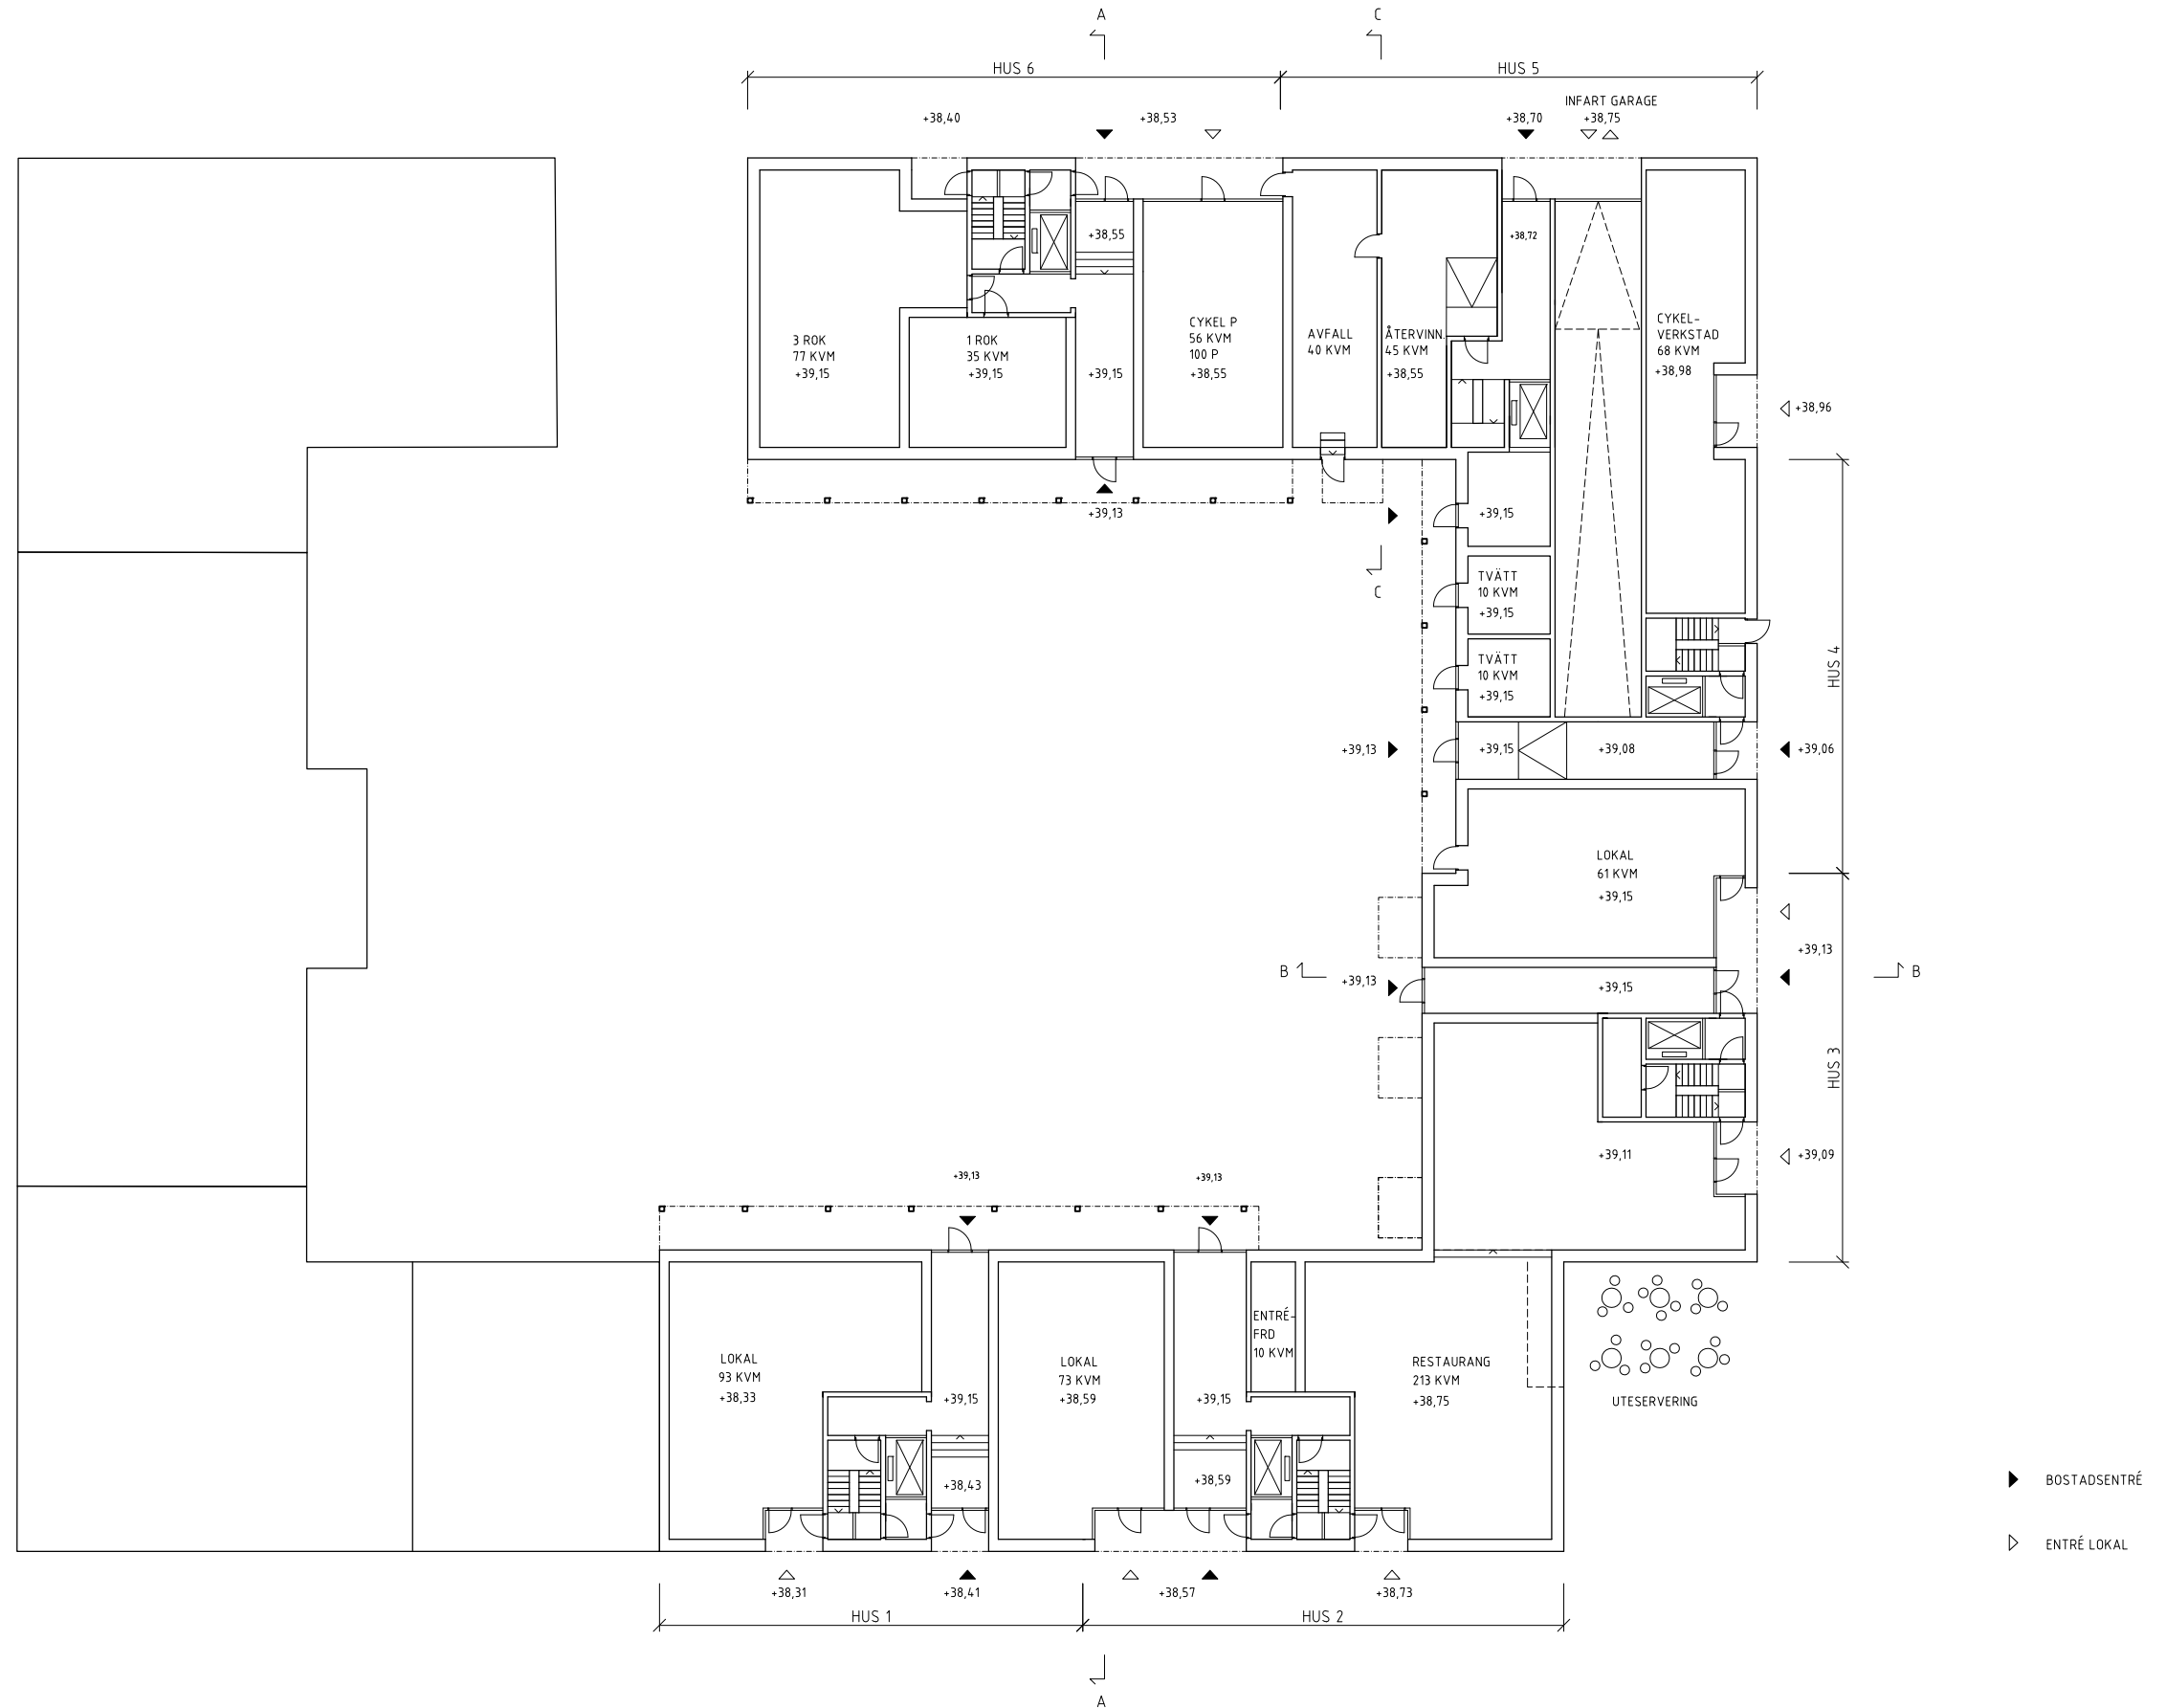 A
C
HUS 6
HUS 5
INFART GARAGE
+38,40
+38,53
+38,70
+38,75
+38,55
+38,72
3 ROK
77 KVM
+39,15
1 ROK
35 KVM
+39,15
+39,15
CYKEL P
56 KVM
100 P
+38,55
AVFALL
40 KVM
ÅTERVINN.
45 KVM
+38,55
CYKEL-
VERKSTAD
68 KVM
+38,98
+38,96
+39,13
+39,15
C
TVÄTT
10 KVM
+39,15
TVÄTT
10 KVM
+39,15
HUS 4
+39,13
+39,15
+39,08
+39,06
LOKAL
61 KVM
+39,15
+39,13
B
+39,13
+39,15
B
HUS 3
+39,11
+39,09
+39,13
+39,13
ENTRÉ-
FRD
10 KVM
LOKAL
93 KVM
+38,33
LOKAL
73 KVM
+38,59
RESTAURANG
213 KVM
+38,75
+39,15
+39,15
UTESERVERING
+38,43
+38,59
BOSTADSENTRÉ
ENTRÉ LOKAL
+38,31
+38,41
+38,57
+38,73
HUS 1
HUS 2
A